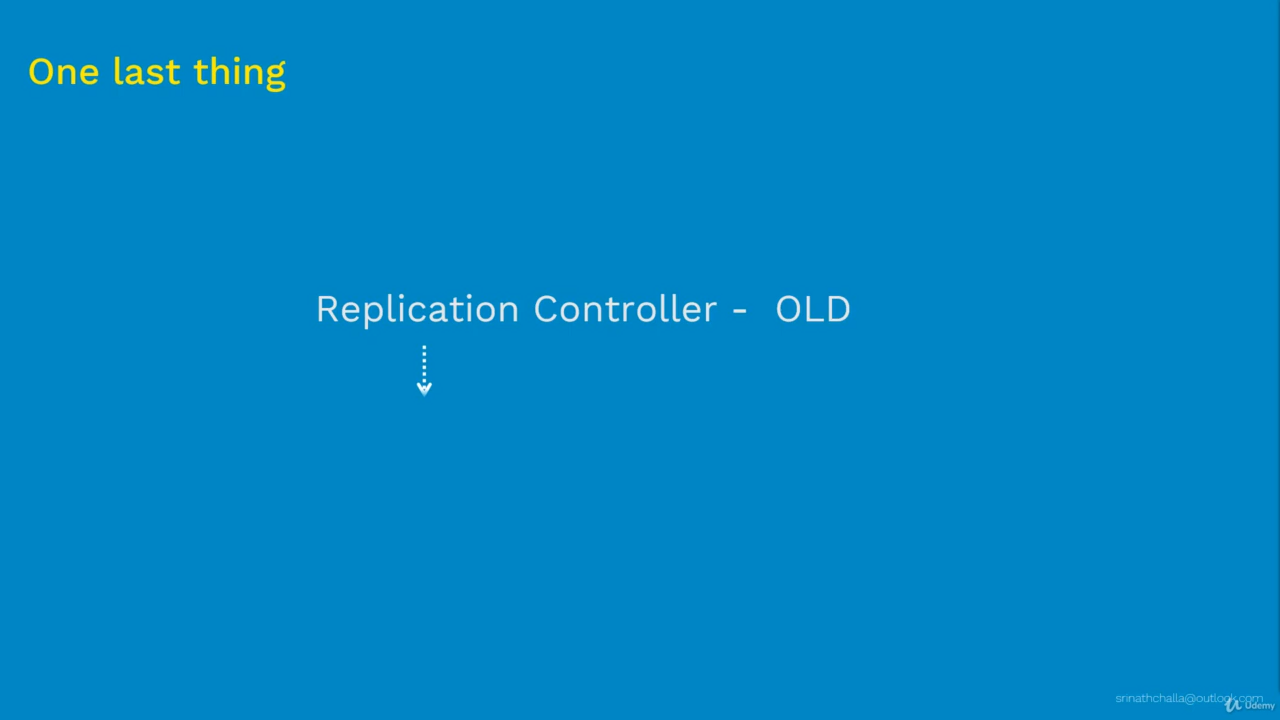 One last thing
Replication Controller - OLD
srinathchalla@outlook.com
Udemy